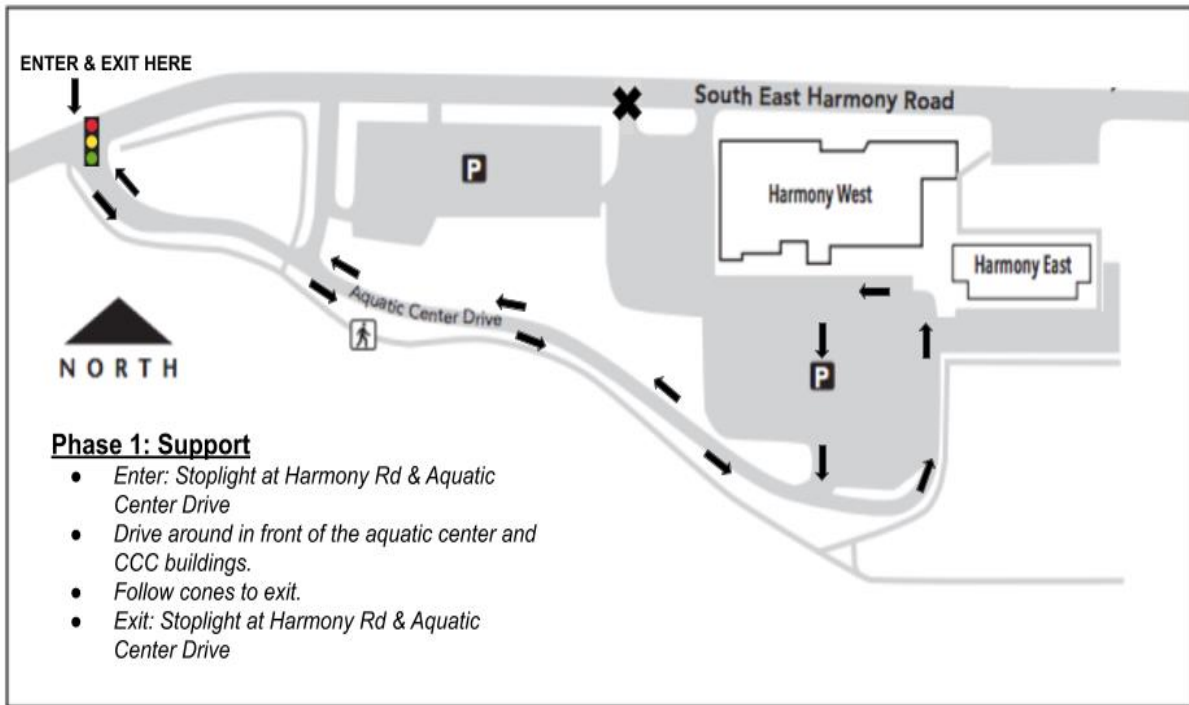 ENTER & EXIT HERE
South East Harmony Road
P
Harmony West
Harmony East
Aquatic Center Drive
P
NORTH
Phase 1: Support
● Enter: Stoplight at Harmony Rd & Aquatic
Center Drive
● Drive around in front of the aquatic center and
CCC buildings.
● Follow cones to exit.
● Exit: Stoplight at Harmony Rd & Aquatic
Center Drive